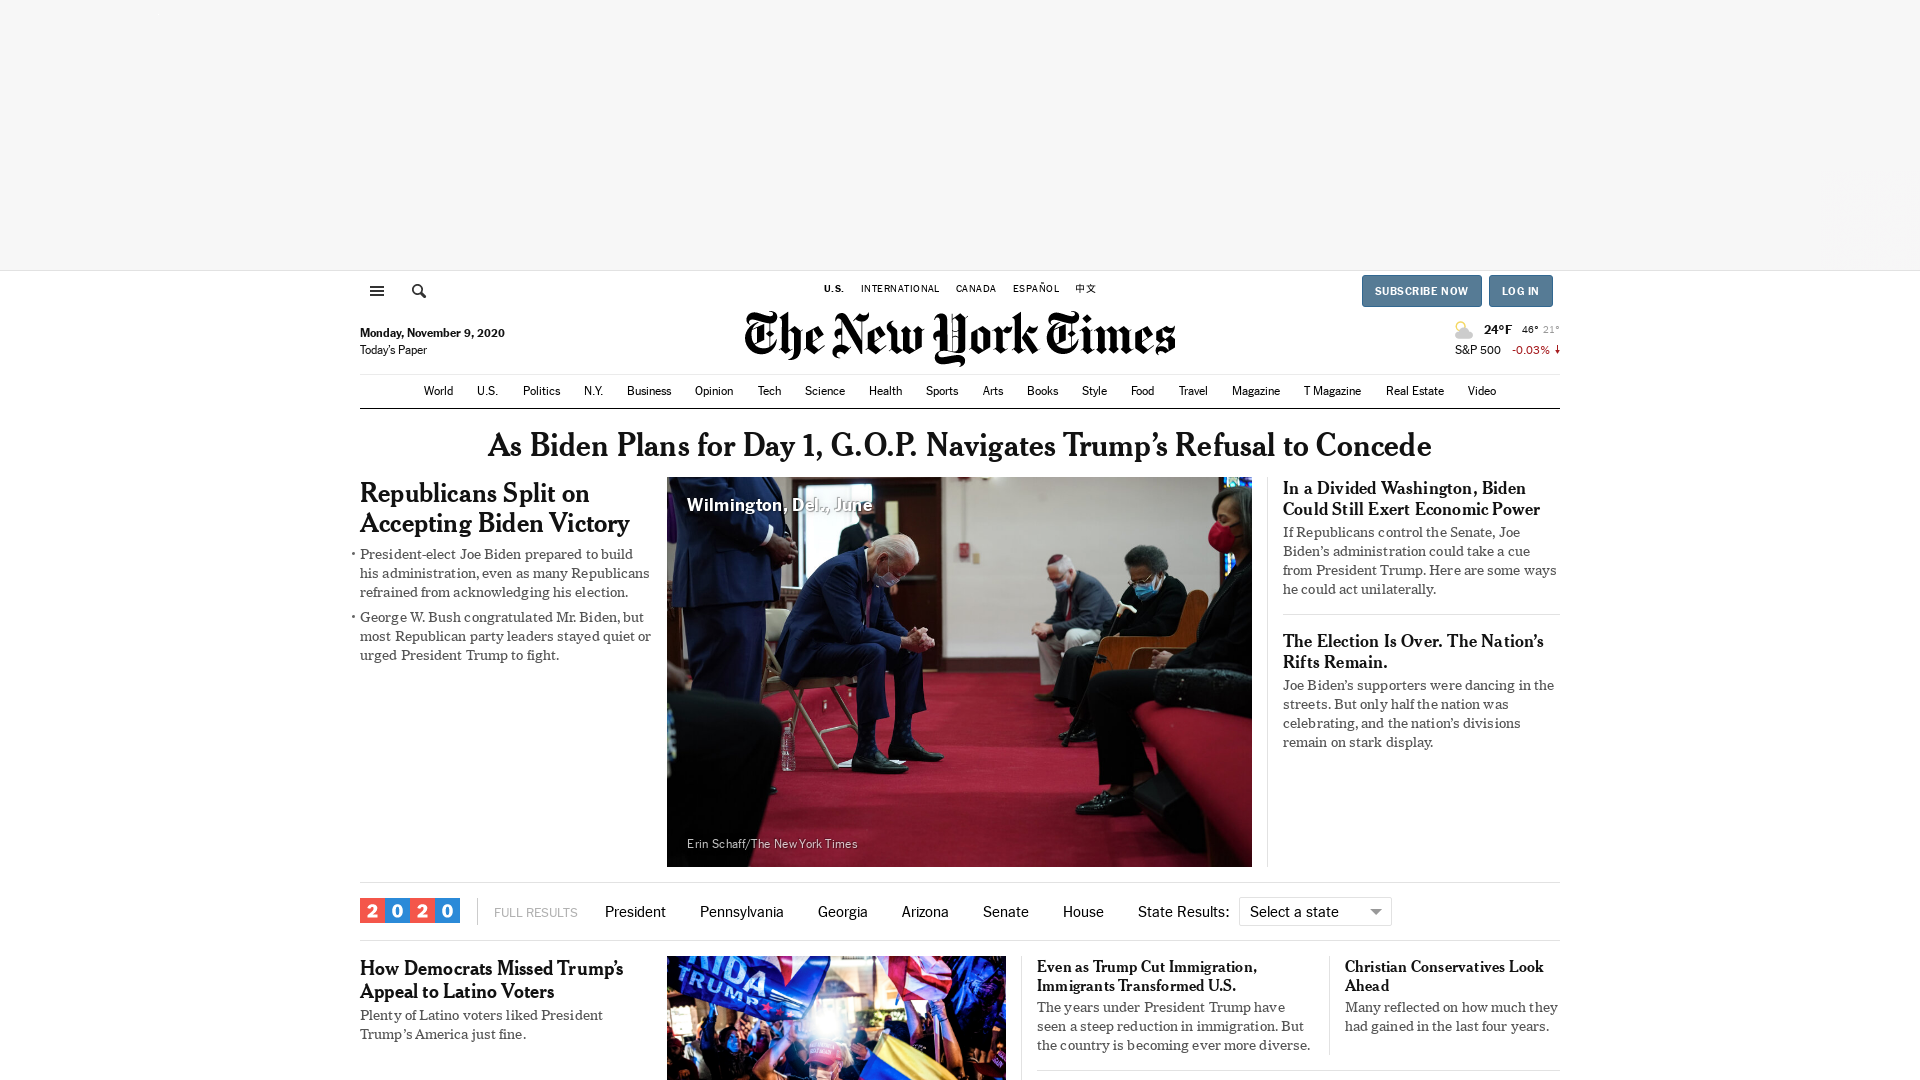 U.S. INTERNATIONAL CANADA ESPAÑOL 中文
SUBSCRIBE NOW LOG IN
Monday, November 9, 2020
Today's Paper
The New York Times
24°F 46° 21°
S&P 500 -0.03%
World U.S. Politics N.Y. Business Opinion Tech Science Health Sports Arts Books Style Food Travel Magazine T Magazine Real Estate Video
As Biden Plans for Day 1, G.O.P. Navigates Trump's Refusal to Concede
Republicans Split on
Accepting Biden Victory
• President-elect Joe Biden prepared to build
his administration, even as many Republicans
refrained from acknowledging his election.
• George W. Bush congratulated Mr. Biden, but
most Republican party leaders stayed quiet or
urged President Trump to fight.
Wilmington, Del., June
Erin Schaff/The New York Times
In a Divided Washington, Biden
Could Still Exert Economic Power
If Republicans control the Senate, Joe
Biden's administration could take a cue
from President Trump. Here are some ways
he could act unilaterally.
The Election Is Over. The Nation's
Rifts Remain.
Joe Biden's supporters were dancing in the
streets. But only half the nation was
celebrating, and the nation's divisions
remain on stark display.
2020 FULL RESULTS President Pennsylvania Georgia Arizona Senate House State Results: Select a state
How Democrats Missed Trump's
Appeal to Latino Voters
Plenty of Latino voters liked President
Trump's America just fine.
TRUMP
Even as Trump Cut Immigration,
Immigrants Transformed U.S.
The years under President Trump have
seen a steep reduction in immigration. But
the country is becoming ever more diverse.
Christian Conservatives Look
Ahead
Many reflected on how much they
had gained in the last four years.